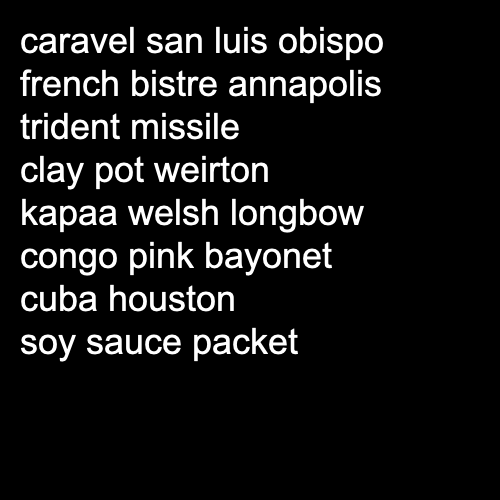 caravel san luis obispo
french bistre annapolis
trident missile
clay pot weirton
kapaa welsh longbow
congo pink bayonet
cuba houston
soy sauce packet